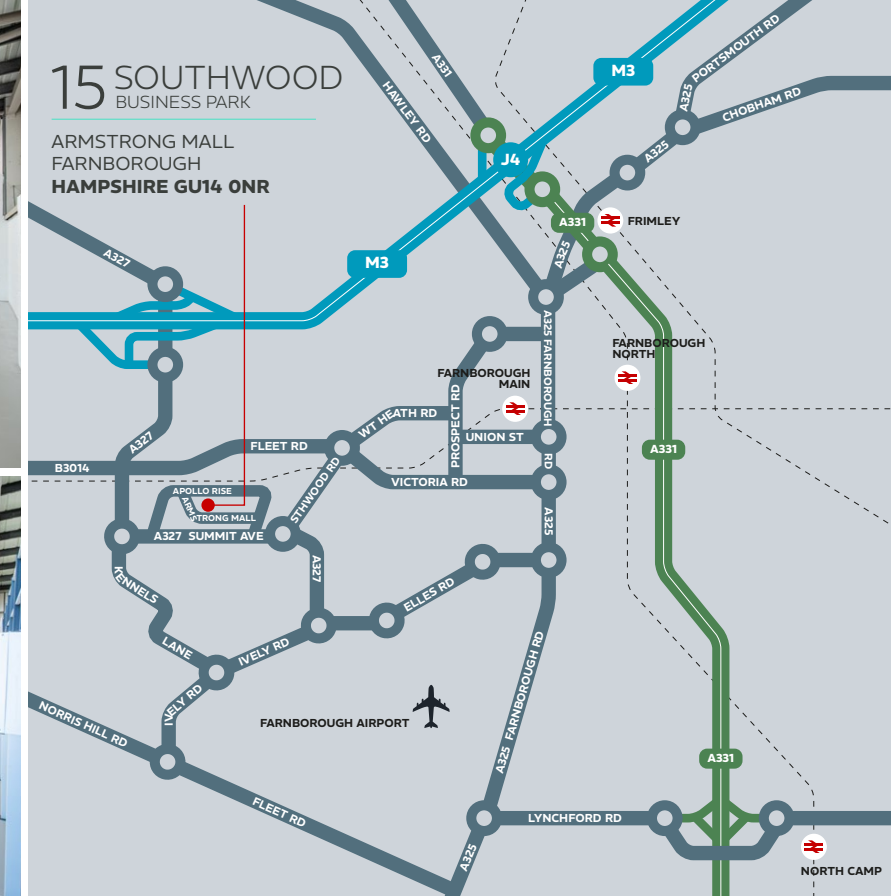 15 SOUTHWOOD
BUSINESS PARK
ARMSTRONG MALL
FARNBOROUGH
HAMPSHIRE GU14 0NR
A331
HAWLEY RD
M3
A325 PORTSMOUTH RD
CHOBHAM RD
A325
J4
A331
FRIMLEY
A325
M3
A327
A325 FARNBOROUGH RD
FARNBOROUGH
NORTH
FARNBOROUGH
MAIN
PROSPECT RD
WT HEATH RD
UNION ST
A327
FLEET RD
B3014
VICTORIA RD
A331
STHWOOD RD
APOLLO RISE
ARMSTRONG MALL
A327 SUMMIT AVE
A325
A327
KENNELS
LANE
ELLES RD
IVELY RD
IVELY RD
A325 FARNBOROUGH RD
FARNBOROUGH AIRPORT
NORRIS HILL RD
A331
FLEET RD
LYNCHFORD RD
A325
NORTH CAMP